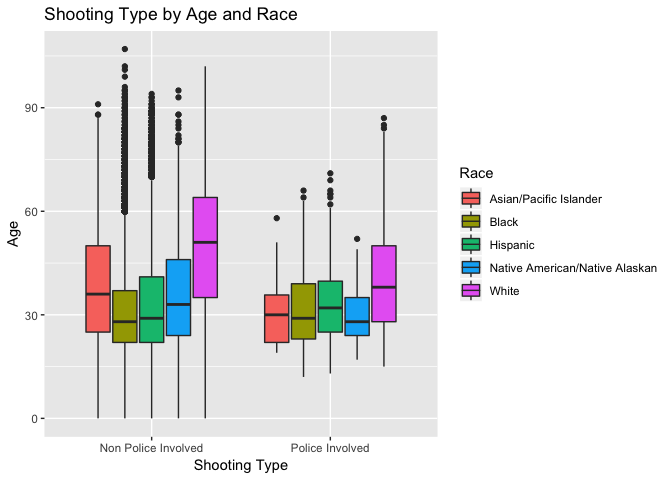 Shooting Type by Age and Race
Age
90
60
30
0
Non Police Involved
Police Involved
Shooting Type
Race
Asian/Pacific Islander
Black
Hispanic
Native American/Native Alaskan
White